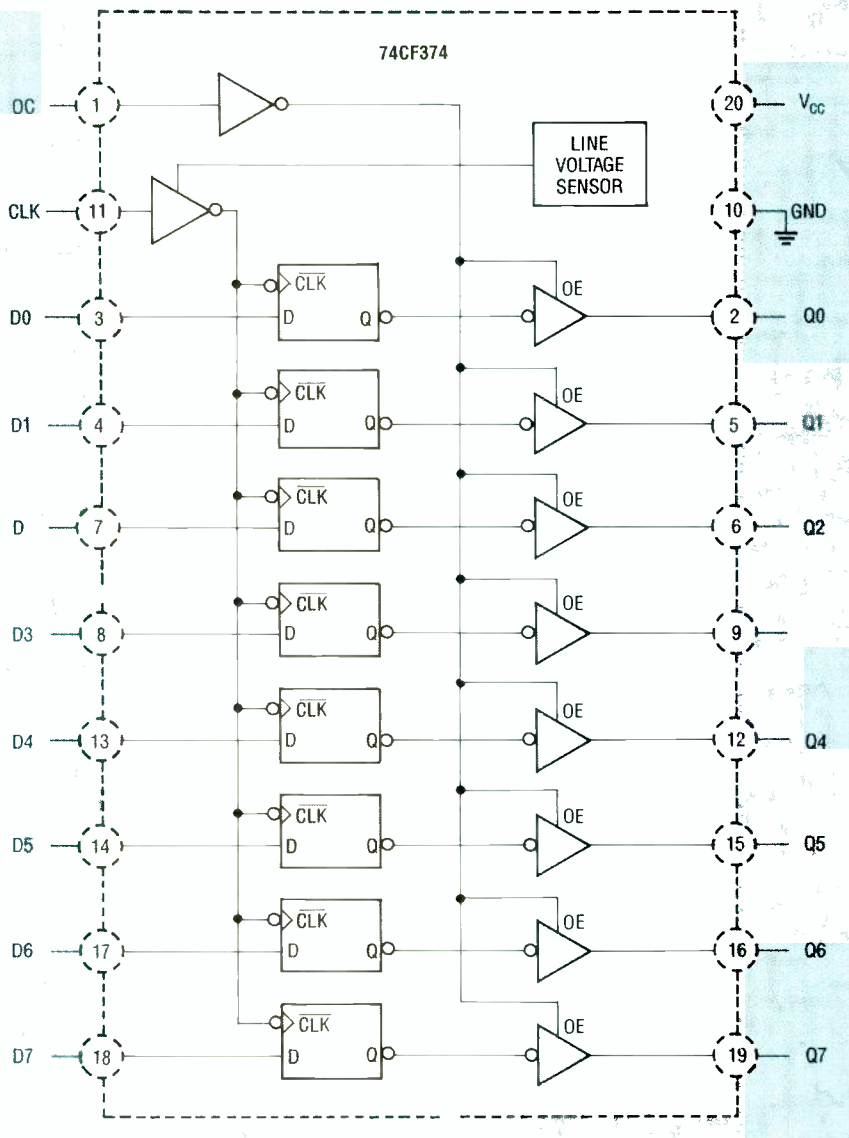 74CF374
OC 1 20 VCC
LINE
VOLTAGE
SENSOR
CLK 11 10 GND
OE
CLK
D0 3 D Q 2 Q0
OE
CLK
D1 4 D Q 5 Q1
OE
CLK
D 7 D Q 6 Q2
OE
CLK
D3 8 D Q 9
OE
CLK
D4 13 D Q 12 Q4
OE
CLK
D5 14 D Q 15 Q5
OE
CLK
D6 17 D Q 16 Q6
OE
CLK
D7 18 D Q 19 Q7